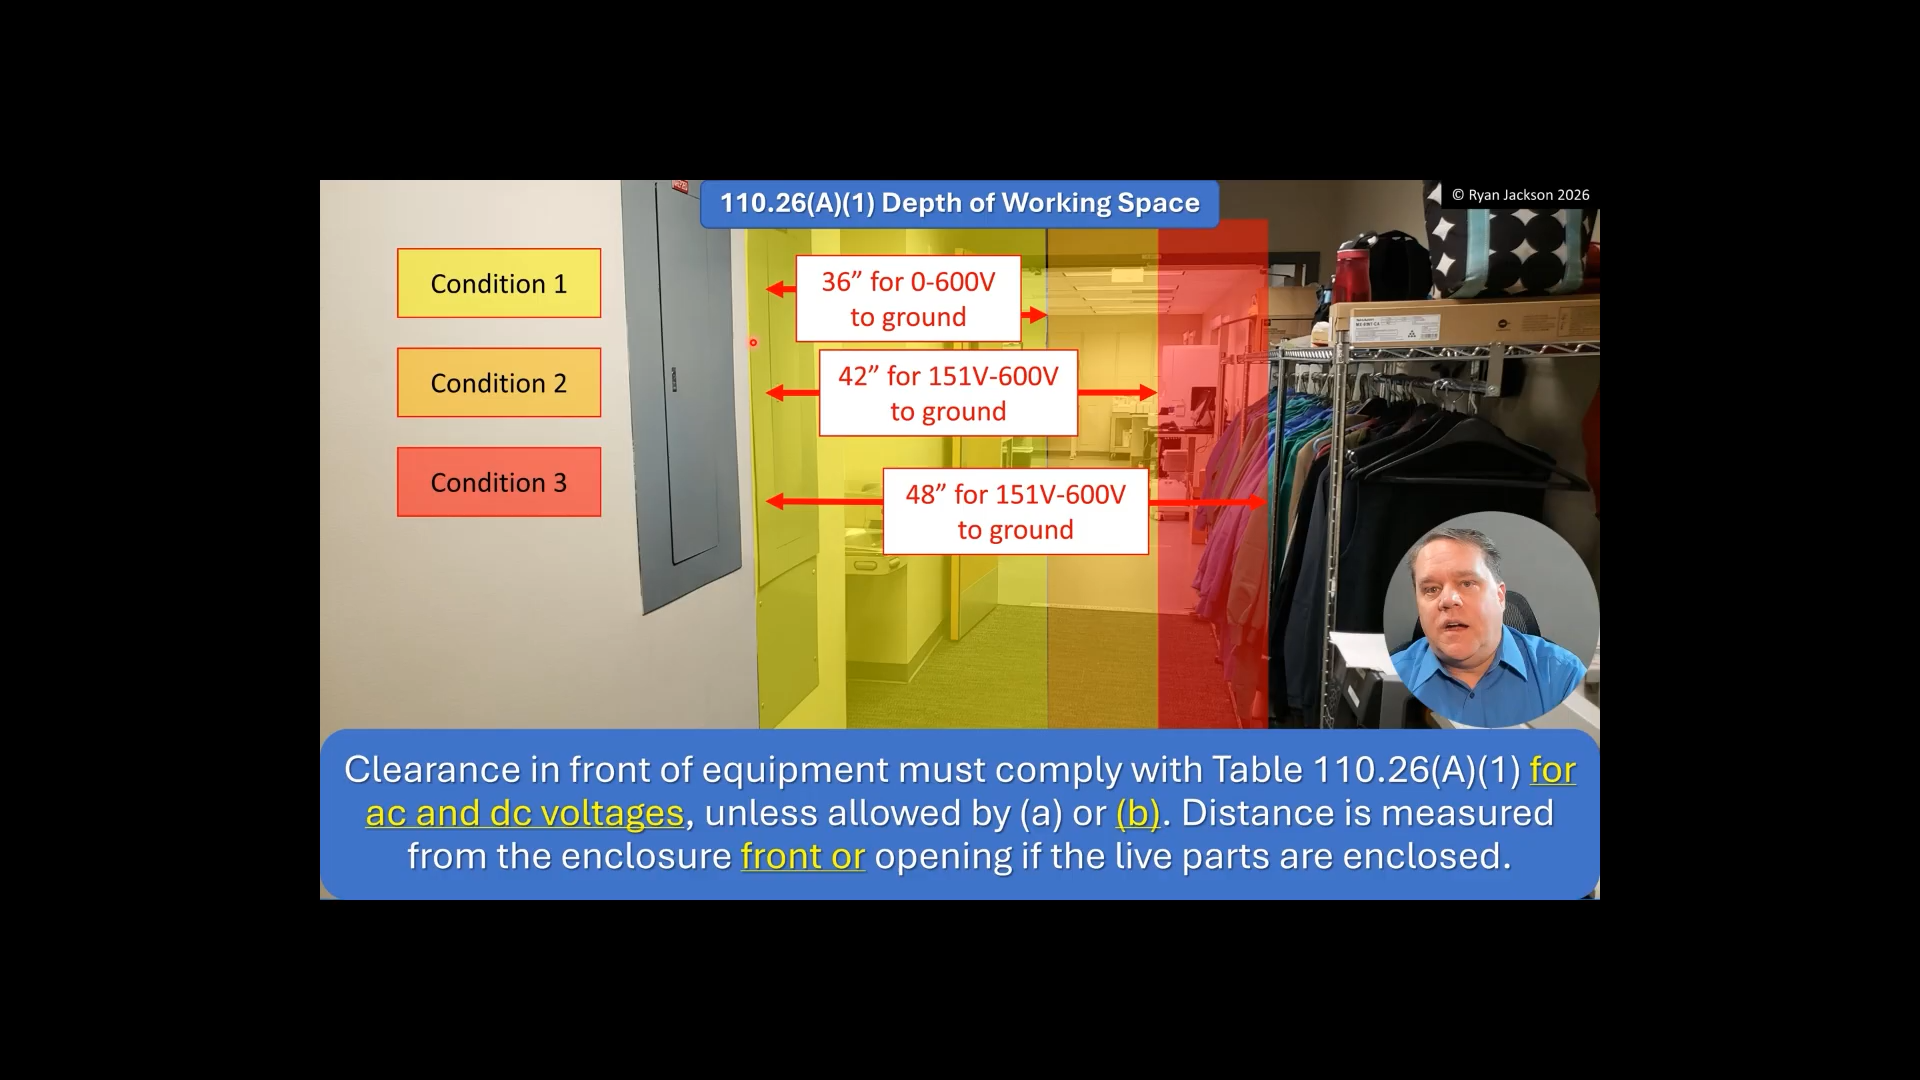 110.26(A)(1) Depth of Working Space
© Ryan Jackson 2026
Condition 1
Condition 2
Condition 3
36” for 0-600V
to ground
42” for 151V-600V
to ground
48” for 151V-600V
to ground
Clearance in front of equipment must comply with Table 110.26(A)(1) for
ac and dc voltages, unless allowed by (a) or (b). Distance is measured
from the enclosure front or opening if the live parts are enclosed.